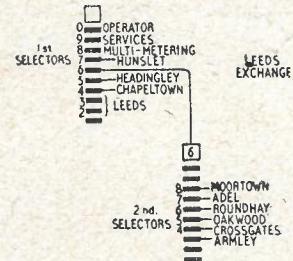 0 OPERATOR
9 SERVICES
8 MULTI-METERING
7 HUNSLET
6
5 HEADINGLEY
4 CHAPELTOWN
3 } LEEDS
2
1st
SELECTORS
LEEDS
EXCHANGE
6
8 MOORTOWN
7 ADEL
6 ROUNDHAY
5 OAKWOOD
4 CROSSGATES
ARMLEY
2nd.
SELECTORS